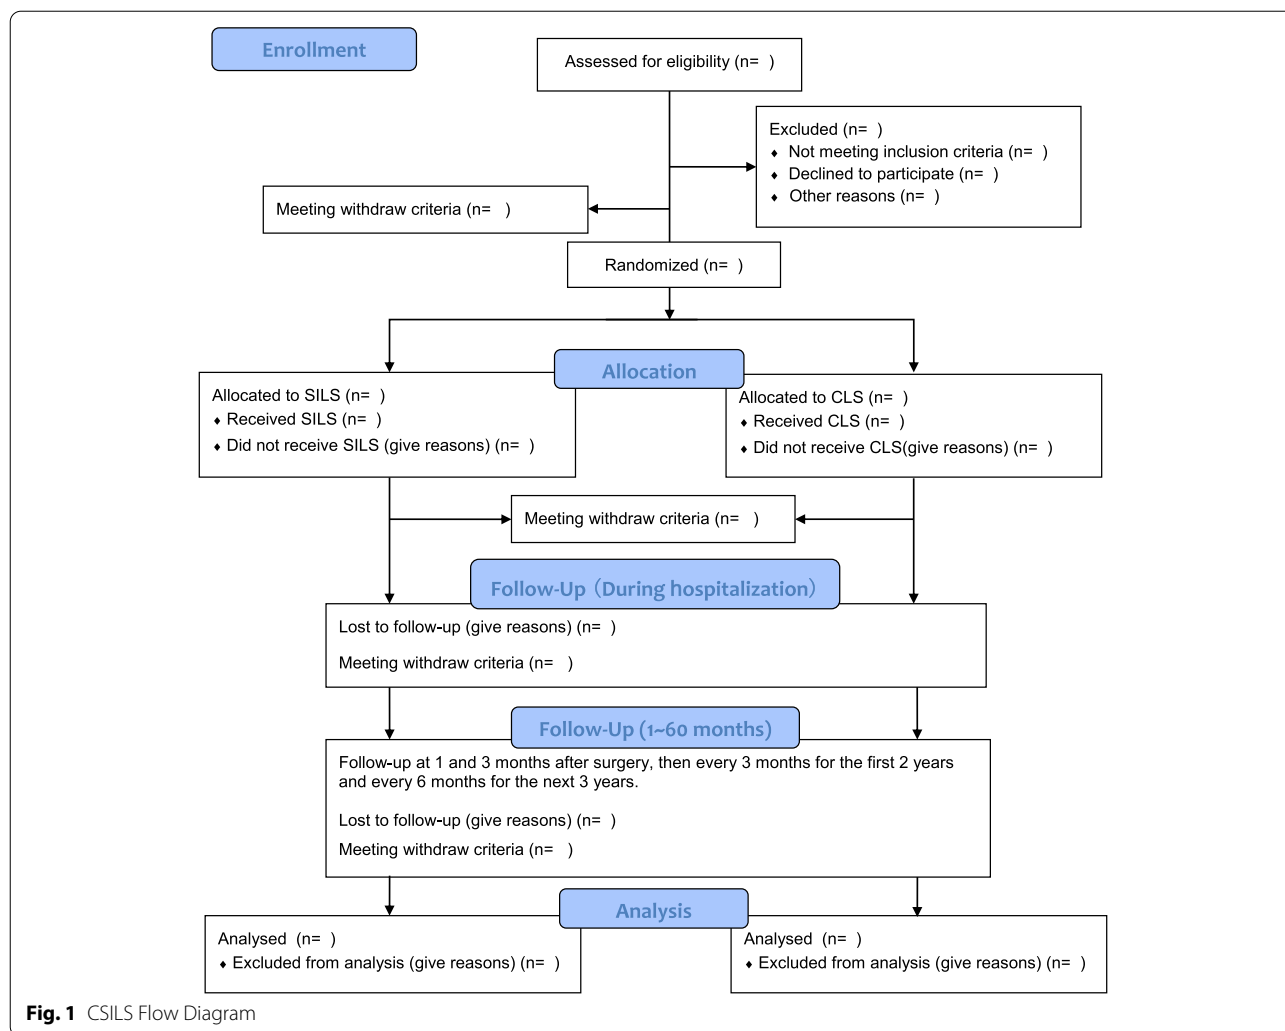 Enrollment
Assessed for eligibility (n=  )
Excluded (n=  )
♦ Not meeting inclusion criteria (n=  )
♦ Declined to participate (n=  )
♦ Other reasons (n=  )
Meeting withdraw criteria (n=   )
Randomized (n=  )
Allocation
Allocated to SILS (n=  )
♦ Received SILS (n=  )
♦ Did not receive SILS (give reasons) (n=  )
Allocated to CLS (n=  )
♦ Received CLS (n=  )
♦ Did not receive CLS(give reasons) (n=  )
Meeting withdraw criteria (n=   )
Follow-Up（During hospitalization）
Lost to follow-up (give reasons) (n=  )
Meeting withdraw criteria (n=   )
Follow-Up (1~60 months)
Follow-up at 1 and 3 months after surgery, then every 3 months for the first 2 years
and every 6 months for the next 3 years.
Lost to follow-up (give reasons) (n=  )
Meeting withdraw criteria (n=   )
Analysis
Analysed  (n=  )
♦ Excluded from analysis (give reasons) (n=  )
Analysed  (n=  )
♦ Excluded from analysis (give reasons) (n=  )
Fig. 1  CSILS Flow Diagram